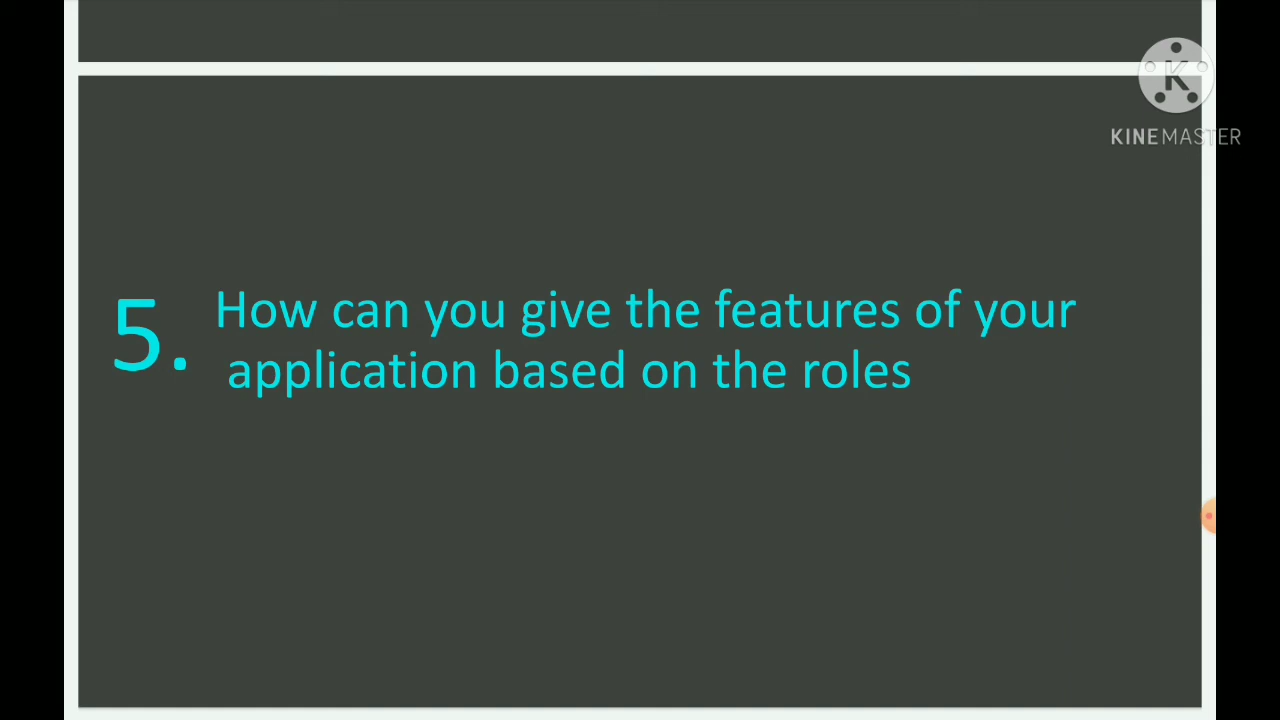 KINEMASTER
5. How can you give the features of your
application based on the roles